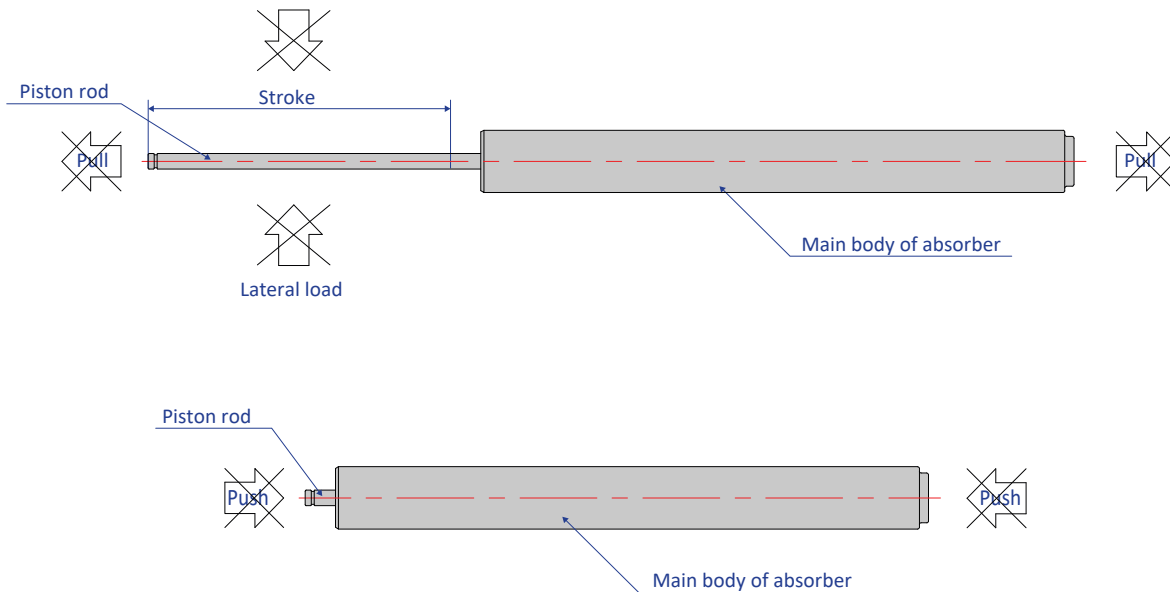 Piston rod
Stroke
Pull
Pull
Main body of absorber
Lateral load
Piston rod
Push
Push
Main body of absorber